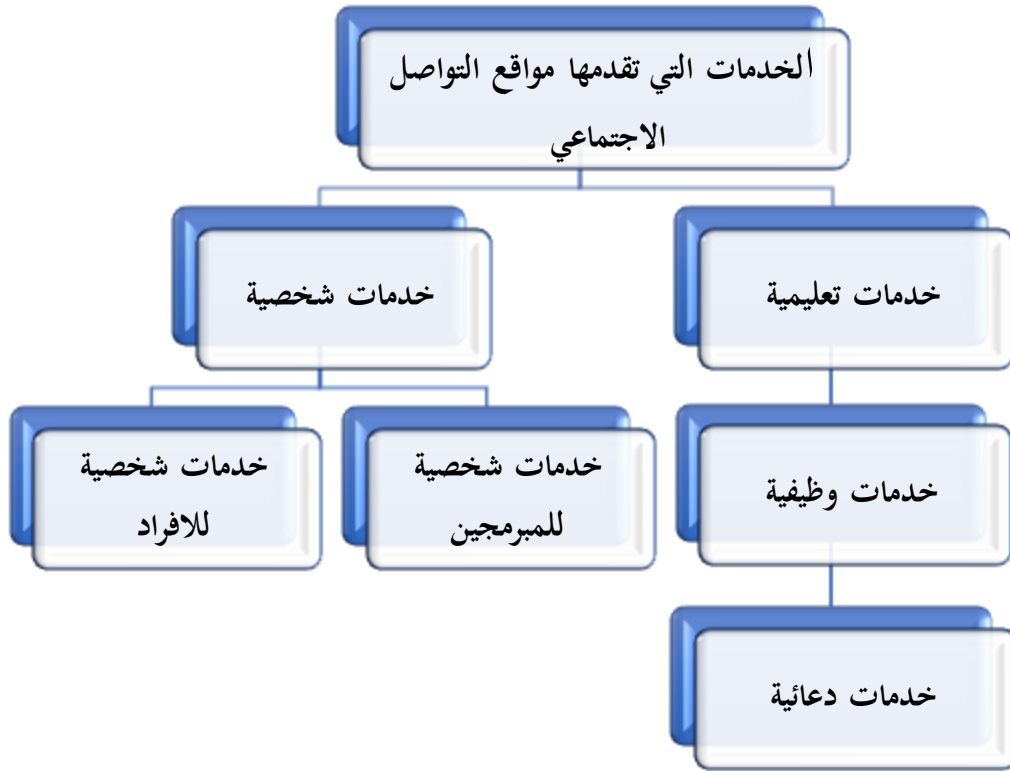 الخدمات التي تقدمها مواقع التواصل
الاجتماعي
خدمات تعليمية
خدمات شخصية
خدمات وظيفية
خدمات شخصية
للمبرمجين
خدمات شخصية
للافراد
خدمات دعائية